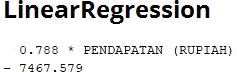 LinearRegression
0.788 * PENDAPATAN (RUPIAH)
- 7467.579